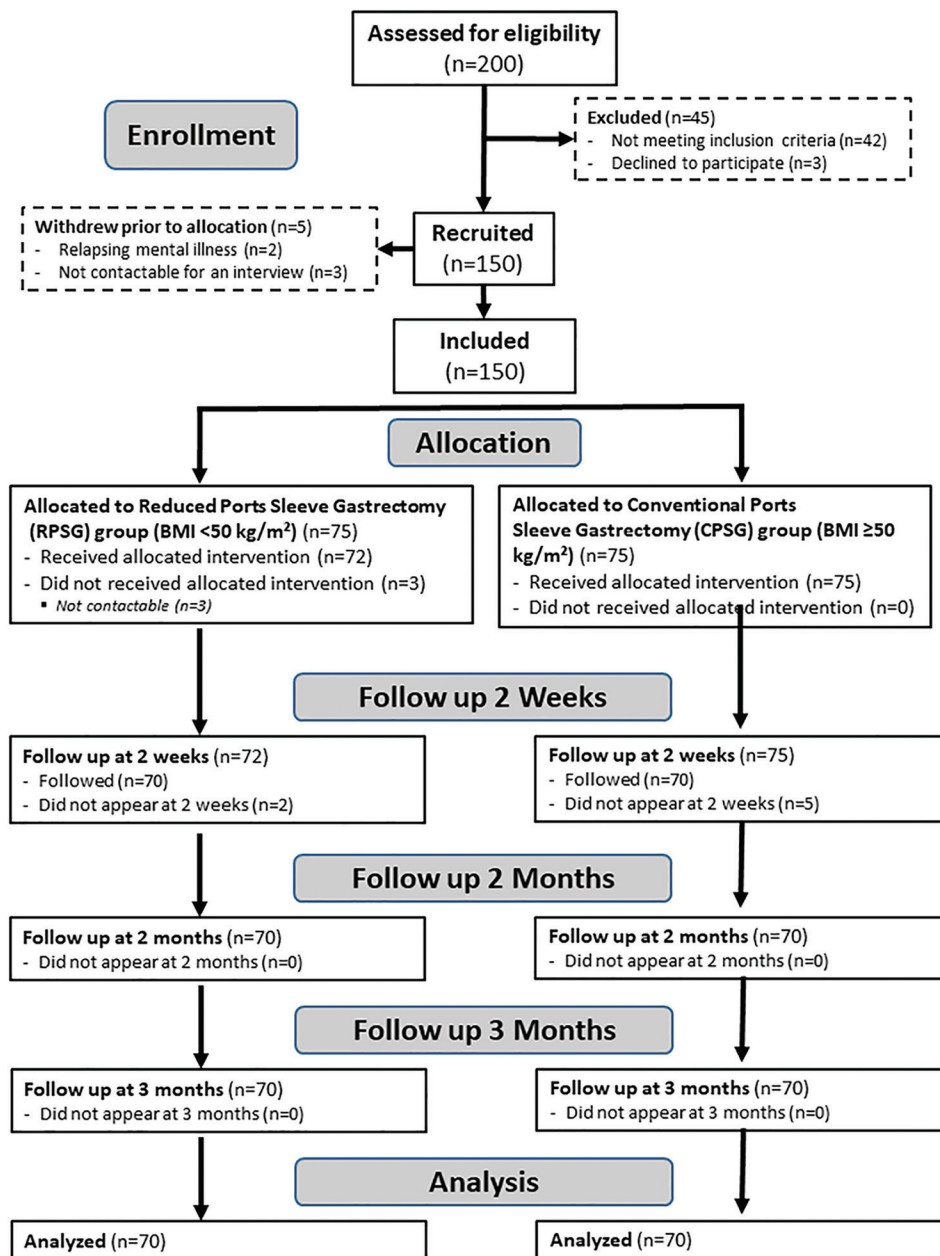 Assessed for eligibility
(n=200)
Enrollment
Excluded (n=45)
- Not meeting inclusion criteria (n=42)
- Declined to participate (n=3)
Withdrew prior to allocation (n=5)
- Relapsing mental illness (n=2)
- Not contactable for an interview (n=3)
Recruited
(n=150)
Included
(n=150)
Allocation
Allocated to Reduced Ports Sleeve Gastrectomy
(RPSG) group (BMI <50 kg/m²) (n=75)
- Received allocated intervention (n=72)
- Did not received allocated intervention (n=3)
▪ Not contactable (n=3)
Allocated to Conventional Ports
Sleeve Gastrectomy (CPSG) group (BMI ≥50
kg/m²) (n=75)
- Received allocated intervention (n=75)
- Did not received allocated intervention (n=0)
Follow up 2 Weeks
Follow up at 2 weeks (n=72)
- Followed (n=70)
- Did not appear at 2 weeks (n=2)
Follow up at 2 weeks (n=75)
- Followed (n=70)
- Did not appear at 2 weeks (n=5)
Follow up 2 Months
Follow up at 2 months (n=70)
- Did not appear at 2 months (n=0)
Follow up at 2 months (n=70)
- Did not appear at 2 months (n=0)
Follow up 3 Months
Follow up at 3 months (n=70)
- Did not appear at 3 months (n=0)
Follow up at 3 months (n=70)
- Did not appear at 3 months (n=0)
Analysis
Analyzed (n=70)
Analyzed (n=70)